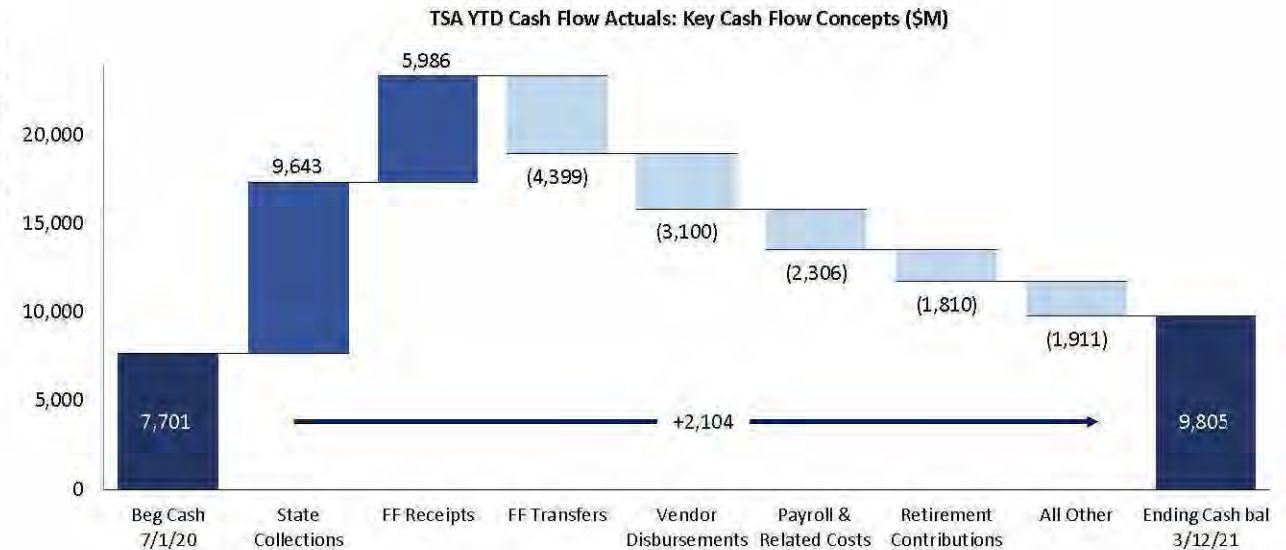 TSA YTD Cash Flow Actuals: Key Cash Flow Concepts ($M)
5,986
20,000
9,643
(4,399)
15,000
(3,100)
(2,306)
10,000
(1,810)
(1,911)
5,000
7,701
+2,104
9,805
0
Beg Cash
7/1/20
State
Collections
FF Receipts
FF Transfers
Vendor
Disbursements
Payroll &
Related Costs
Retirement
Contributions
All Other
Ending Cash bal
3/12/21